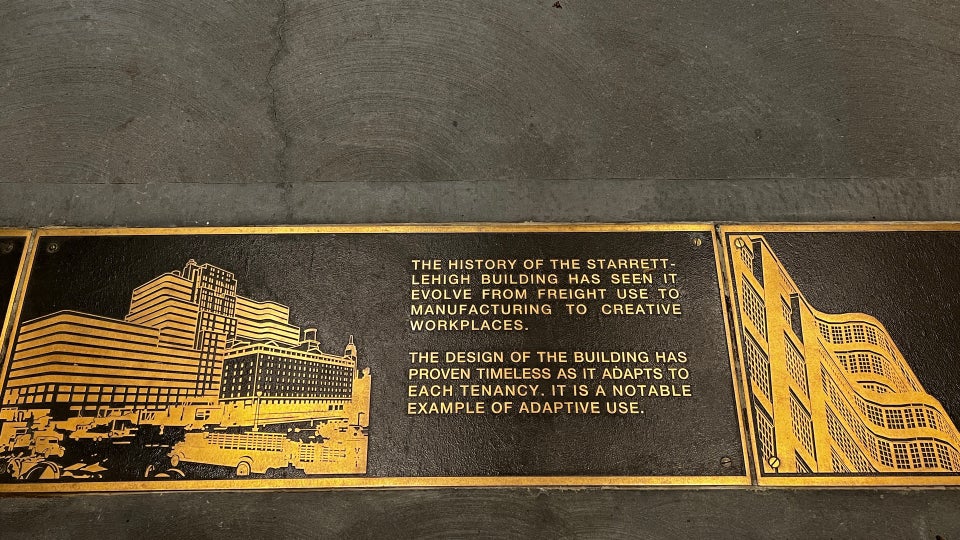 THE HISTORY OF THE STARRETT-
LEHIGH BUILDING HAS SEEN IT
EVOLVE FROM FREIGHT USE TO
MANUFACTURING TO CREATIVE
WORKPLACES.
THE DESIGN OF THE BUILDING HAS
PROVEN TIMELESS AS IT ADAPTS TO
EACH TENANCY. IT IS A NOTABLE
EXAMPLE OF ADAPTIVE USE.